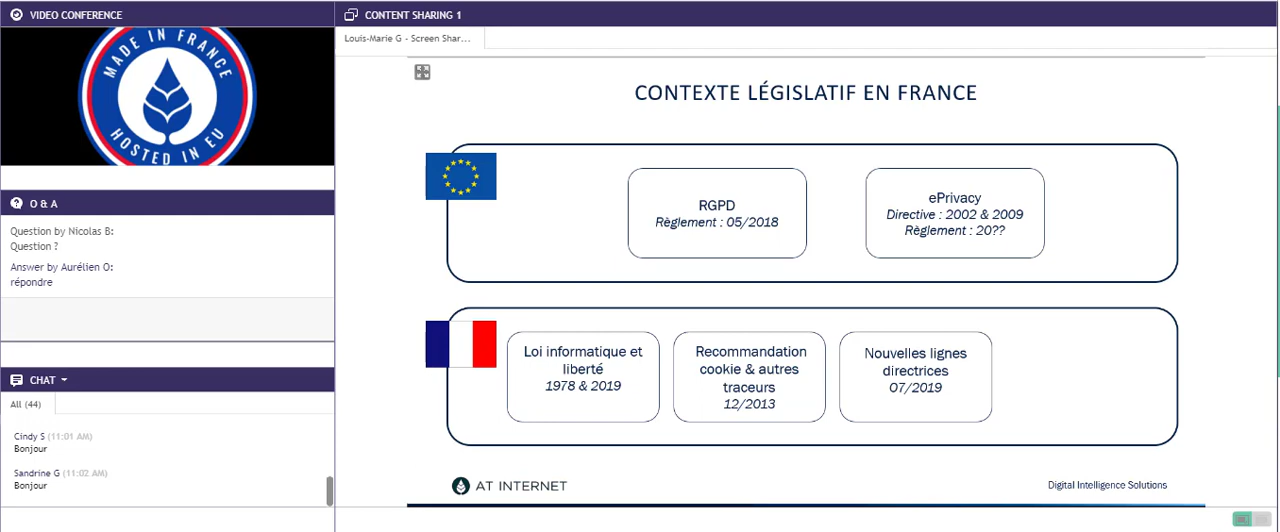 VIDEO CONFERENCE
MADE IN FRANCE
HOSTED IN EU
Q & A
Question by Nicolas B:
Question ?
Answer by Aurélien O:
répondre
CHAT
All (44)
Cindy S (11:01 AM)
Bonjour
Sandrine G (11:02 AM)
Bonjour
CONTENT SHARING 1
Louis-Marie G - Screen Shar...
CONTEXTE LÉGISLATIF EN FRANCE
RGPD
Règlement : 05/2018
ePrivacy
Directive : 2002 & 2009
Règlement : 20??
Loi informatique et
liberté
1978 & 2019
Recommandation
cookie & autres
traceurs
12/2013
Nouvelles lignes
directrices
07/2019
AT INTERNET
Digital Intelligence Solutions